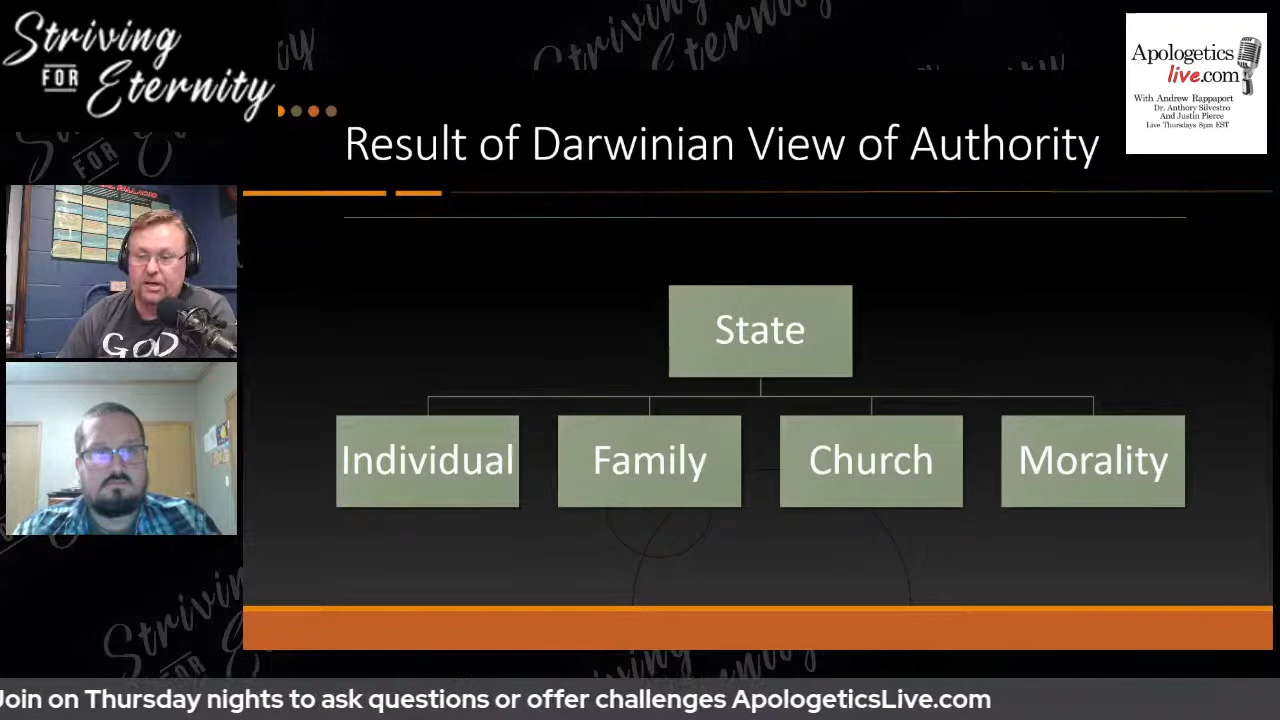 Striving
FOR
Eternity
Apologetics
live.com
With Andrew Rappaport
Dr. Anthony Silvestro
And Justin Pierce
Live Thursdays 8pm EST
Result of Darwinian View of Authority
State
Individual
Family
Church
Morality
GOD
Join on Thursday nights to ask questions or offer challenges ApologeticsLive.com